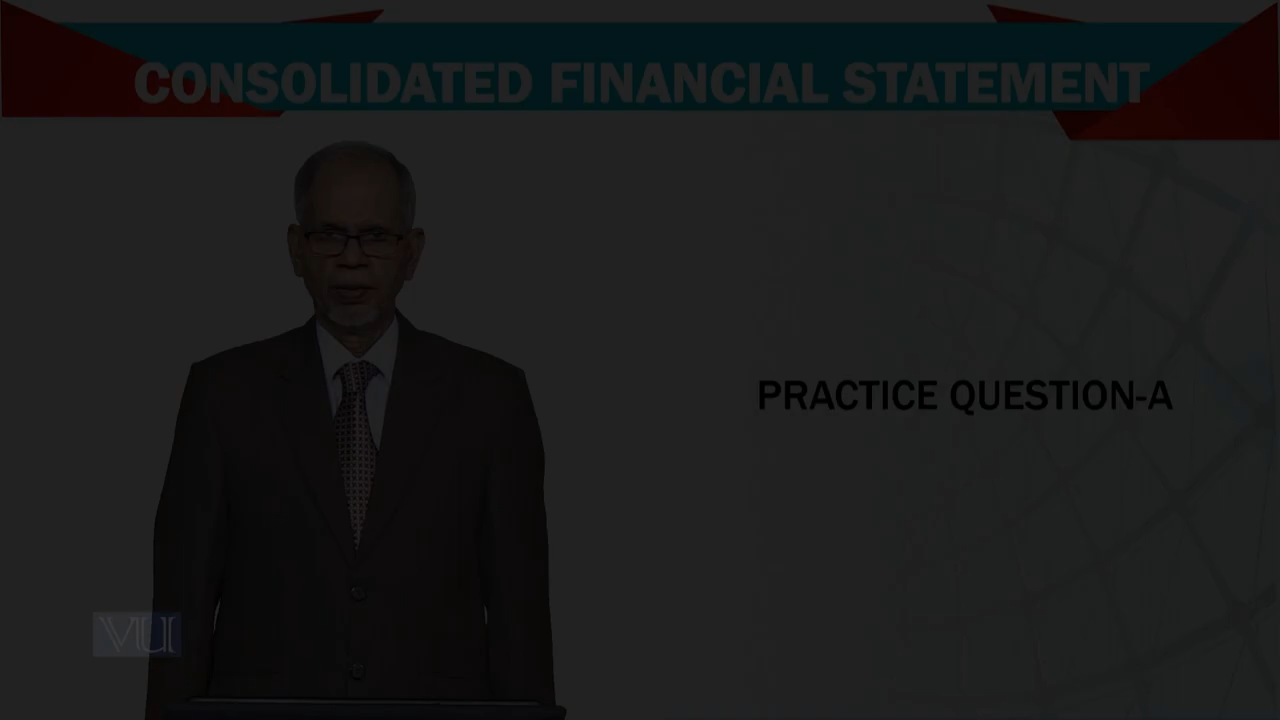 CONSOLIDATED FINANCIAL STATEMENT
PRACTICE QUESTION-A
VU